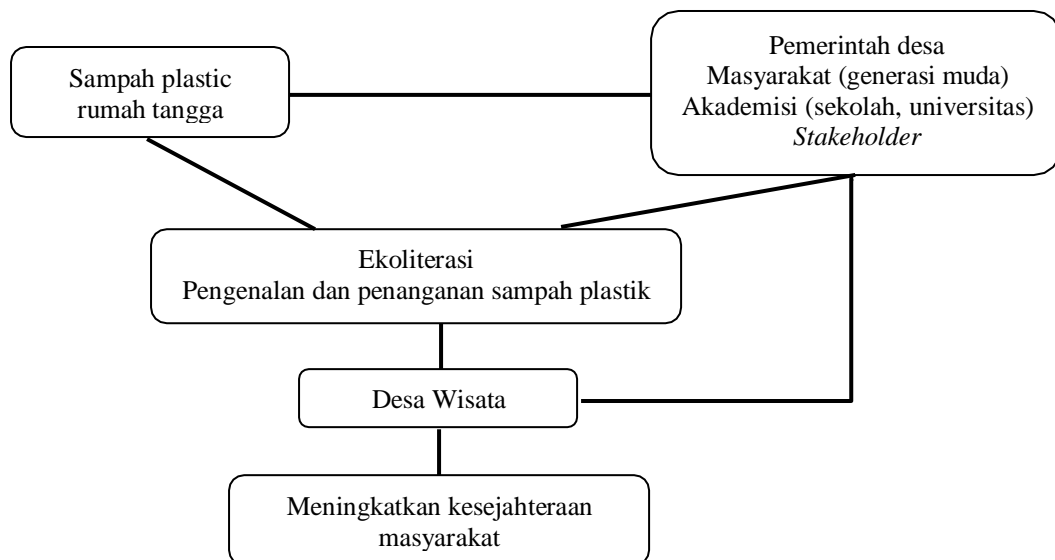 Sampah plastic
rumah tangga
Pemerintah desa
Masyarakat (generasi muda)
Akademisi (sekolah, universitas)
Stakeholder
Ekoliterasi
Pengenalan dan penanganan sampah plastik
Desa Wisata
Meningkatkan kesejahteraan
masyarakat